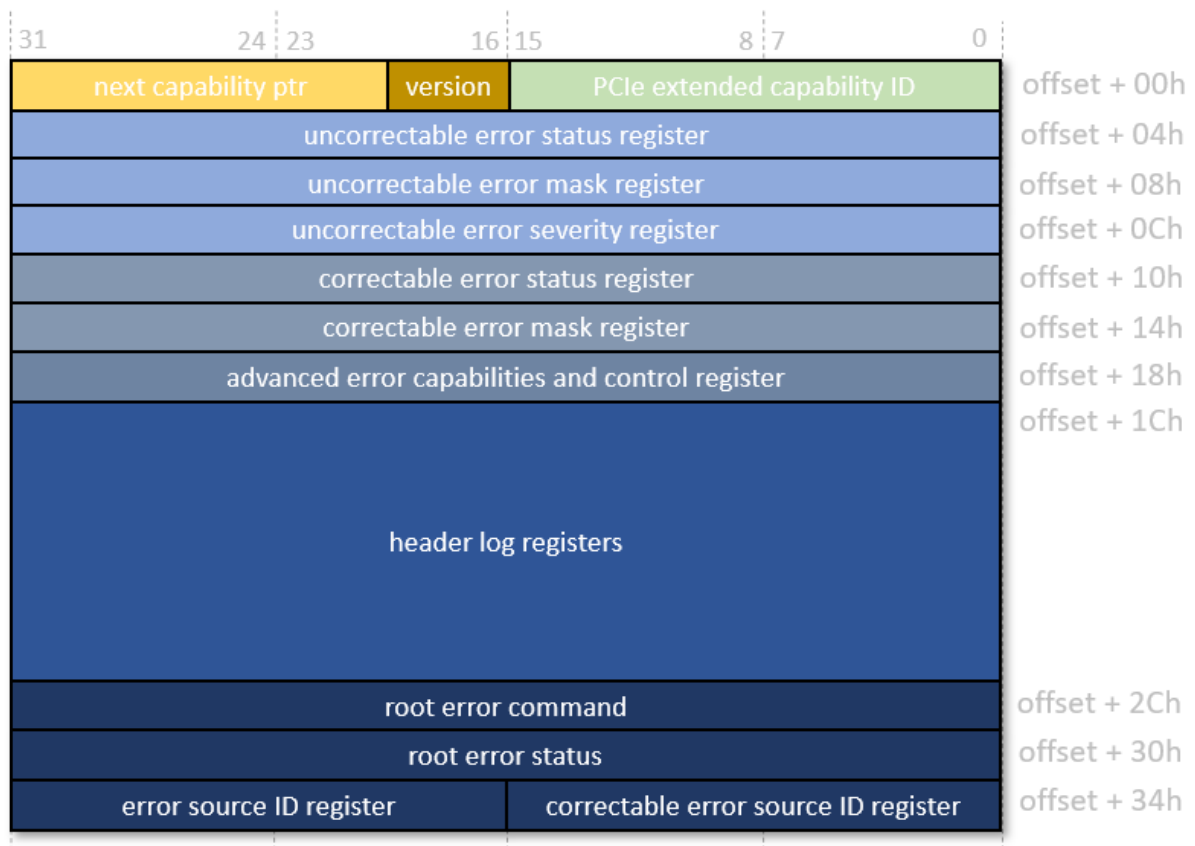 31 24 23 16 15 8 7 0
next capability ptr version PCIe extended capability ID offset + 00h
uncorrectable error status register offset + 04h
uncorrectable error mask register offset + 08h
uncorrectable error severity register offset + 0Ch
correctable error status register offset + 10h
correctable error mask register offset + 14h
advanced error capabilities and control register offset + 18h
offset + 1Ch
header log registers
root error command offset + 2Ch
root error status offset + 30h
error source ID register correctable error source ID register offset + 34h